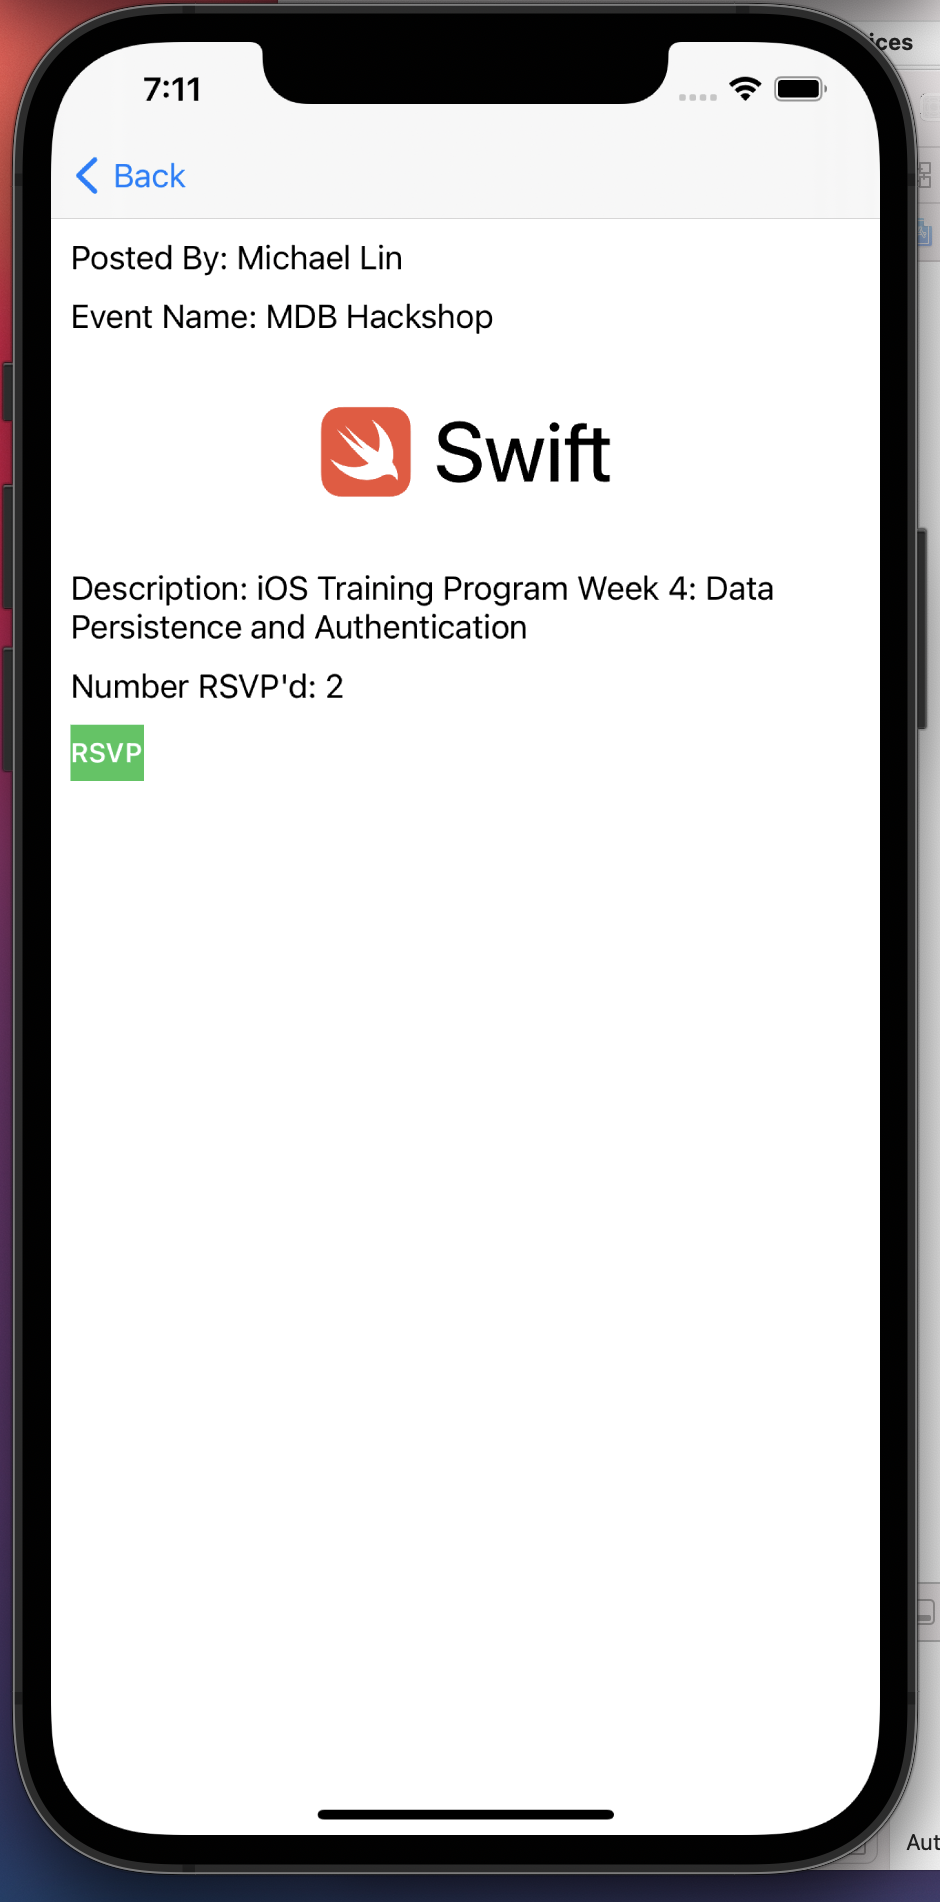 ices
7:11
Back
Posted By: Michael Lin
Event Name: MDB Hackshop
Swift
Description: iOS Training Program Week 4: Data
Persistence and Authentication
Number RSVP'd: 2
RSVP
Aut